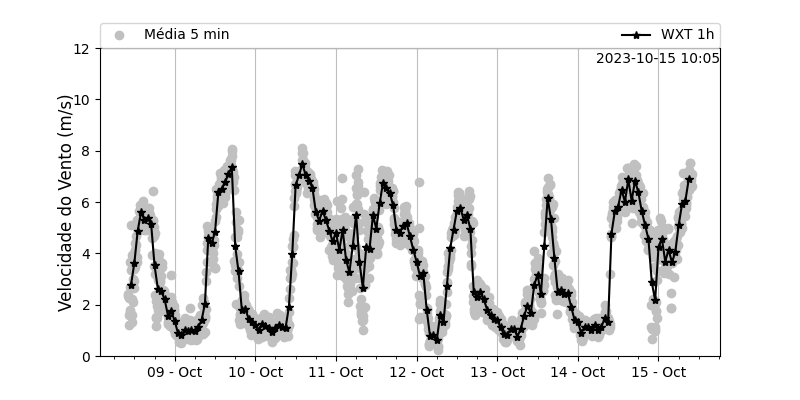 Média 5 min
WXT 1h
2023-10-15 10:05
Velocidade do Vento (m/s)
12
10
8
6
4
2
0
09 - Oct
10 - Oct
11 - Oct
12 - Oct
13 - Oct
14 - Oct
15 - Oct